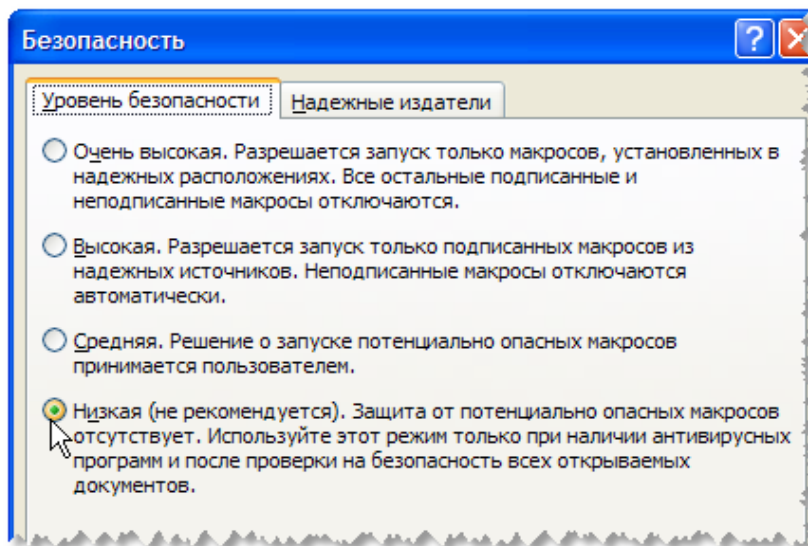 Безопасность
?
Уровень безопасности Надежные издатели
Очень высокая. Разрешается запуск только макросов, установленных в
надежных расположениях. Все остальные подписанные и
неподписанные макросы отключаются.
Высокая. Разрешается запуск только подписанных макросов из
надежных источников. Неподписанные макросы отключаются
автоматически.
Средняя. Решение о запуске потенциально опасных макросов
принимается пользователем.
Низкая (не рекомендуется). Защита от потенциально опасных макросов
отсутствует. Используйте этот режим только при наличии антивирусных
программ и после проверки на безопасность всех открываемых
документов.